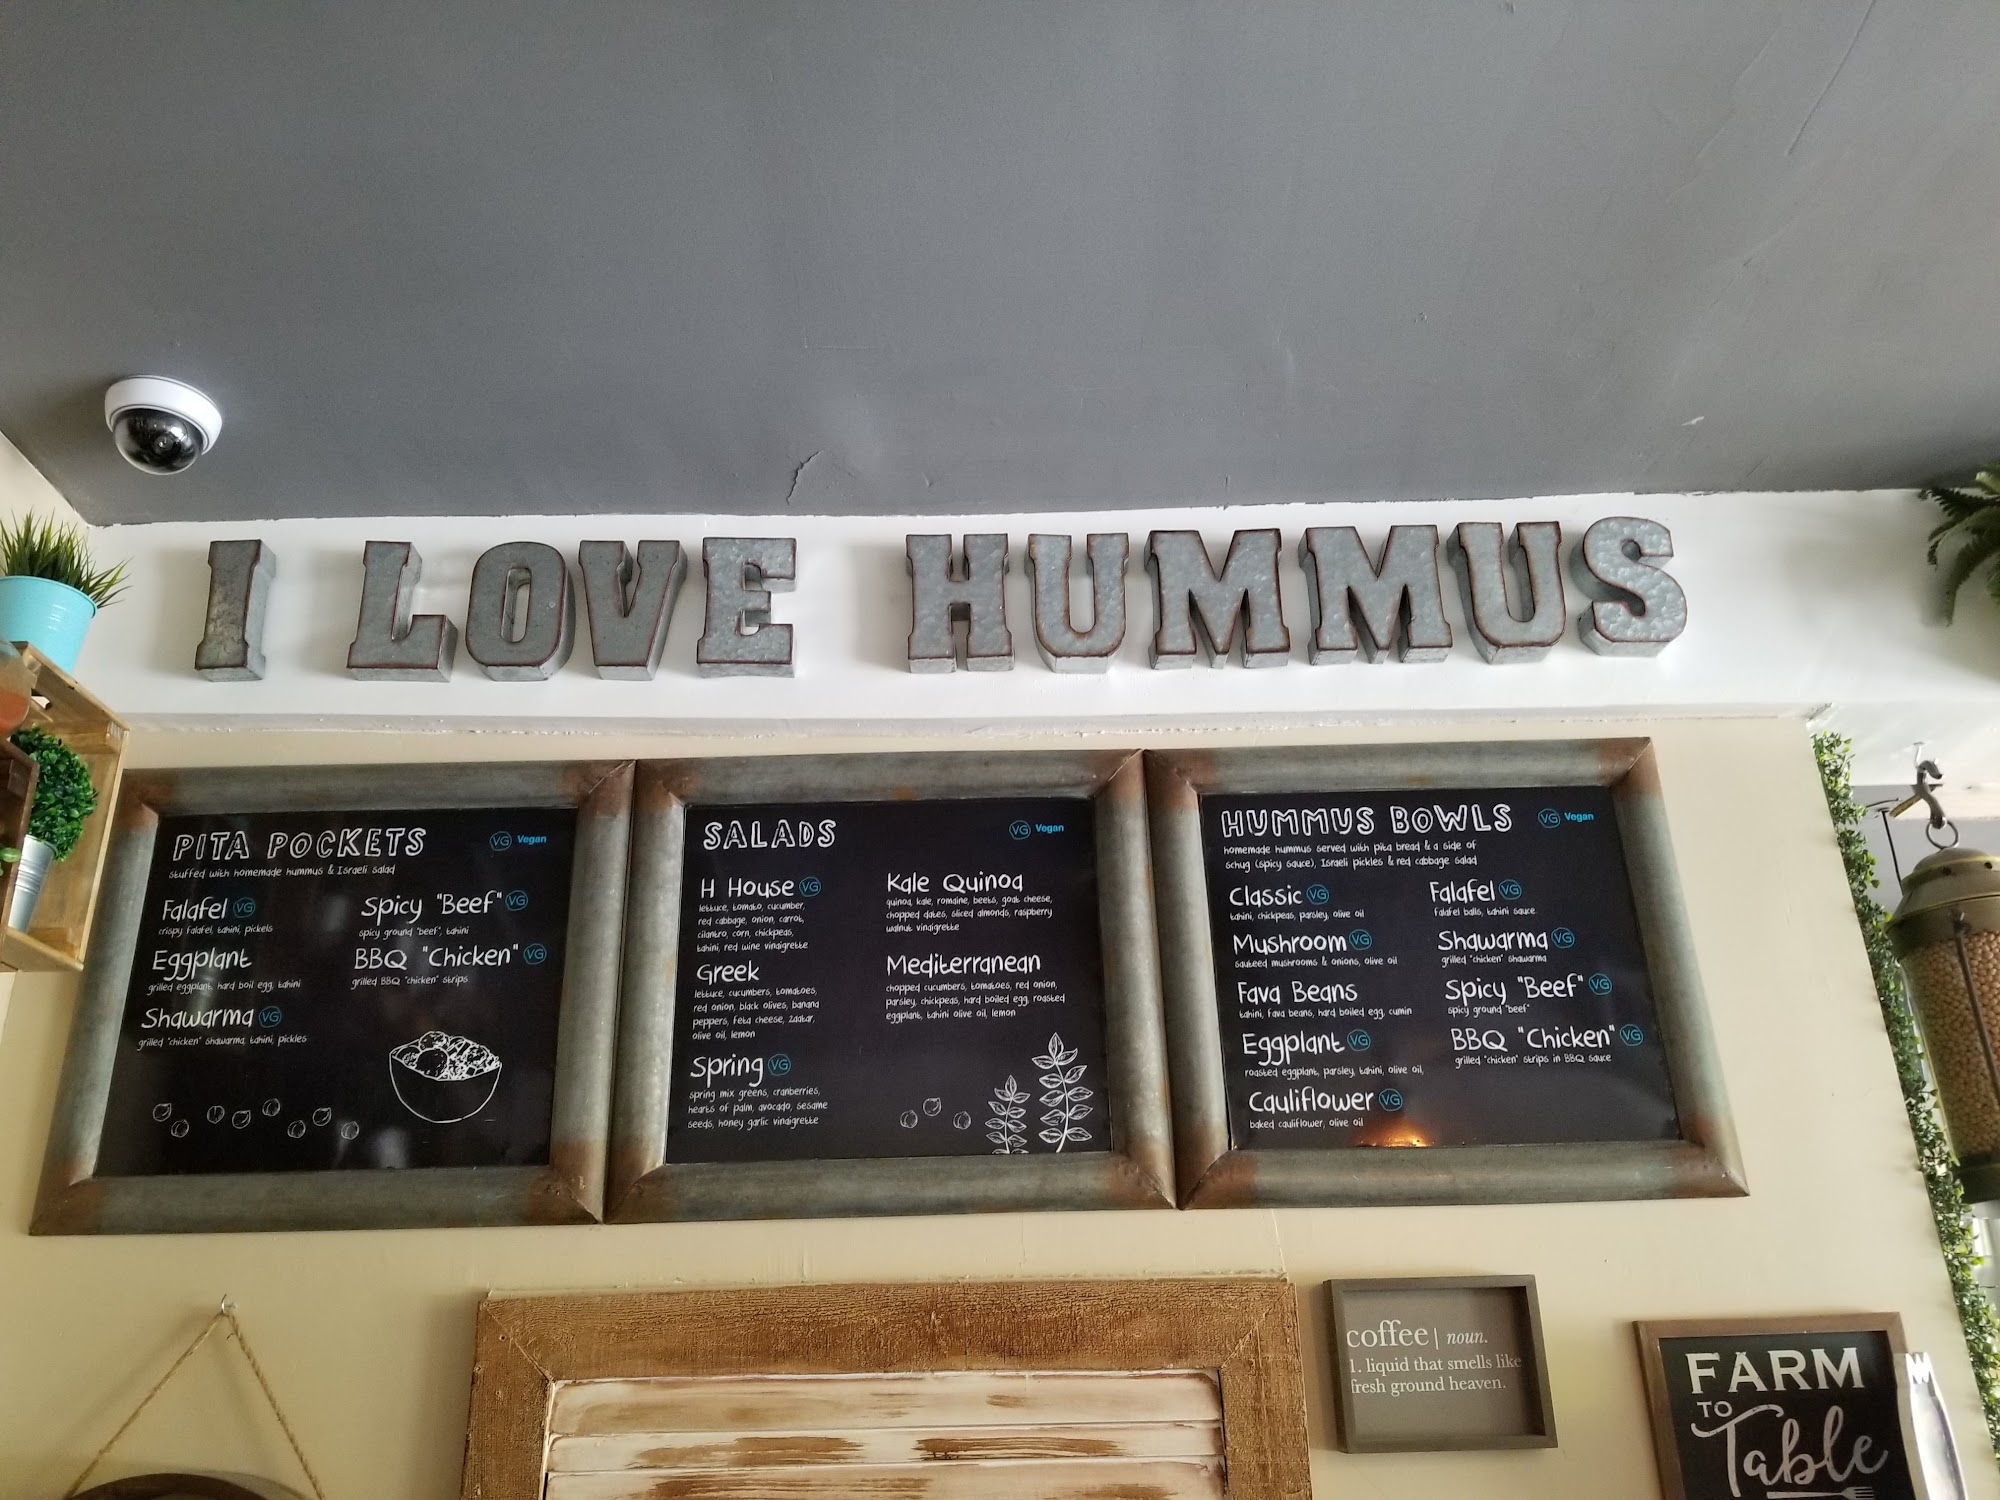 I LOVE HUMMUS
PITA POCKETS
VG Vegan
stuffed with homemade hummus & Israeli salad
Falafel VG
crispy falafel, tahini, pickels
Eggplant
grilled eggplant, hard boil egg, tahini
Shawarma VG
grilled "chicken" shawarma, tahini, pickles
Spicy "Beef" VG
spicy ground "beef", tahini
BBQ "Chicken" VG
grilled BBQ "chicken" strips
SALADS
VG Vegan
H House VG
lettuce, tomato, cucumber,
red cabbage, onion, carrot,
cilantro, corn, chickpeas,
tahini, red wine vinaigrette
Greek
lettuce, cucumbers, tomatoes,
red onion, black olives, banana
peppers, feta cheese, zaatar,
olive oil, lemon
Spring VG
spring mix greens, cranberries,
hearts of palm, avocado, sesame
seeds, honey garlic vinaigrette
Kale Quinoa
quinoa, kale, romaine, beets, goat cheese,
chopped dates, sliced almonds, raspberry
walnut vinaigrette
Mediterranean
chopped cucumbers, tomatoes, red onion,
parsley, chickpeas, hard boiled egg, roasted
eggplant, tahini olive oil, lemon
HUMMUS BOWLS
VG Vegan
homemade hummus served with pita bread & a side of
schug (spicy sauce), Israeli pickles & red cabbage salad
Classic VG
tahini, chickpeas, parsley, olive oil
Mushroom VG
sauteed mushrooms & onions, olive oil
Fava Beans
tahini, fava beans, hard boiled egg, cumin
Eggplant VG
roasted eggplant, parsley, tahini, olive oil,
Cauliflower VG
baked cauliflower, olive oil
Falafel VG
falafel balls, tahini sauce
Shawarma VG
grilled "chicken" shawarma
Spicy "Beef" VG
spicy ground "beef"
BBQ "Chicken" VG
grilled "chicken" strips in BBQ sauce
coffee | noun.
1. liquid that smells like
fresh ground heaven.
FARM
TO
Table